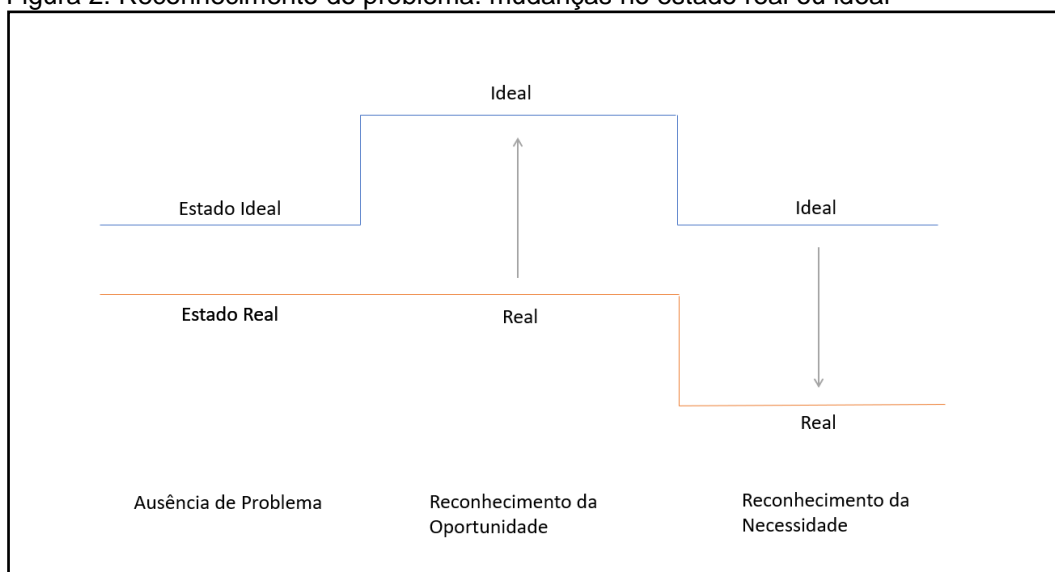 Figura 2: Reconhecimento do problema: mudanças no estado real ou ideal
Ideal
Estado Ideal
Ideal
Estado Real
Real
Real
Ausência de Problema
Reconhecimento da
Oportunidade
Reconhecimento da
Necessidade